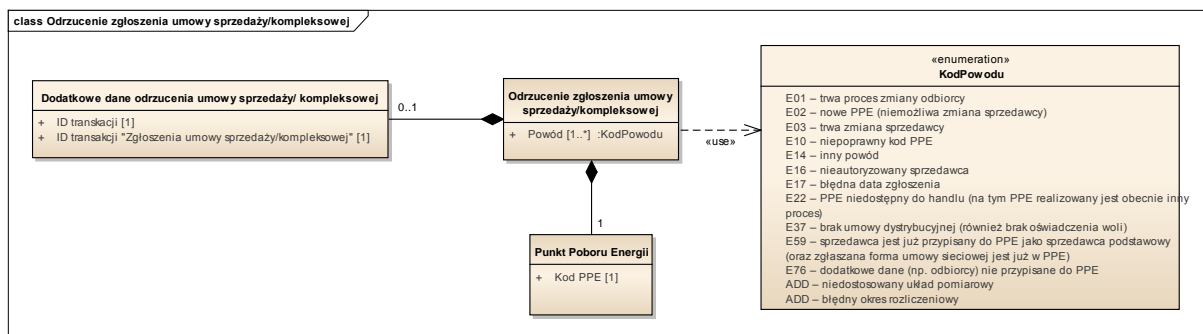 class Odrzucenie zgłoszenia umowy sprzedaży/kompleksowej
Dodatkowe dane odrzucenia umowy sprzedaży/ kompleksowej
+ ID transkacji [1]
+ ID transakcji "Zgłoszenia umowy sprzedaży/kompleksowej" [1]
0..1
Odrzucenie zgłoszenia umowy
sprzedaży/kompleksowej
+ Powód [1..*] :KodPowodu
«use»
1
Punkt Poboru Energii
+ Kod PPE [1]
«enumeration»
KodPowodu
E01 – trwa proces zmiany odbiorcy
E02 – nowe PPE (niemożliwa zmiana sprzedawcy)
E03 – trwa zmiana sprzedawcy
E10 – niepoprawny kod PPE
E14 – inny powód
E16 – nieautoryzowany sprzedawca
E17 – błędna data zgłoszenia
E22 – PPE niedostępny do handlu (na tym PPE realizowany jest obecnie inny
proces)
E37 – brak umowy dystrybucyjnej (również brak oświadczenia woli)
E59 – sprzedawca jest już przypisany do PPE jako sprzedawca podstawowy
(oraz zgłaszana forma umowy sieciowej jest już w PPE)
E76 – dodatkowe dane (np. odbiorcy) nie przypisane do PPE
ADD – niedostosowany układ pomiarowy
ADD – błędny okres rozliczeniowy